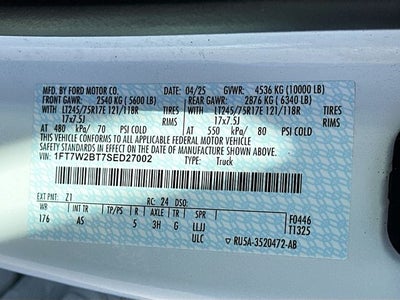 MFD. BY FORD MOTOR CO.
DATE: 04/25 GVWR: 4536 KG (10000 LB)
FRONT GAWR: 2540 KG (5600 LB) REAR GAWR: 2876 KG (6340 LB)
LT245/75R17E 121/118R TIRES LT245/75R17E 121/118R TIRES
17x7.5J RIMS 17x7.5J RIMS
AT 480 kPa/ 70 PSI COLD AT 550 kPa/ 80 PSI COLD
THIS VEHICLE CONFORMS TO ALL APPLICABLE FEDERAL MOTOR VEHICLE
SAFETY STANDARDS IN EFFECT ON THE DATE OF MANUFACTURE SHOWN ABOVE.
VIN: 1FT7W2BT7SED27002 TYPE: Truck
EXT PNT: Z1 RC: 24 DSO: F0446
WB INT TR TP/PS R AXLE TR SPR T1325
176 AS 5 3H G LLJJ
ULC ▽ RU5A-3520472-AB